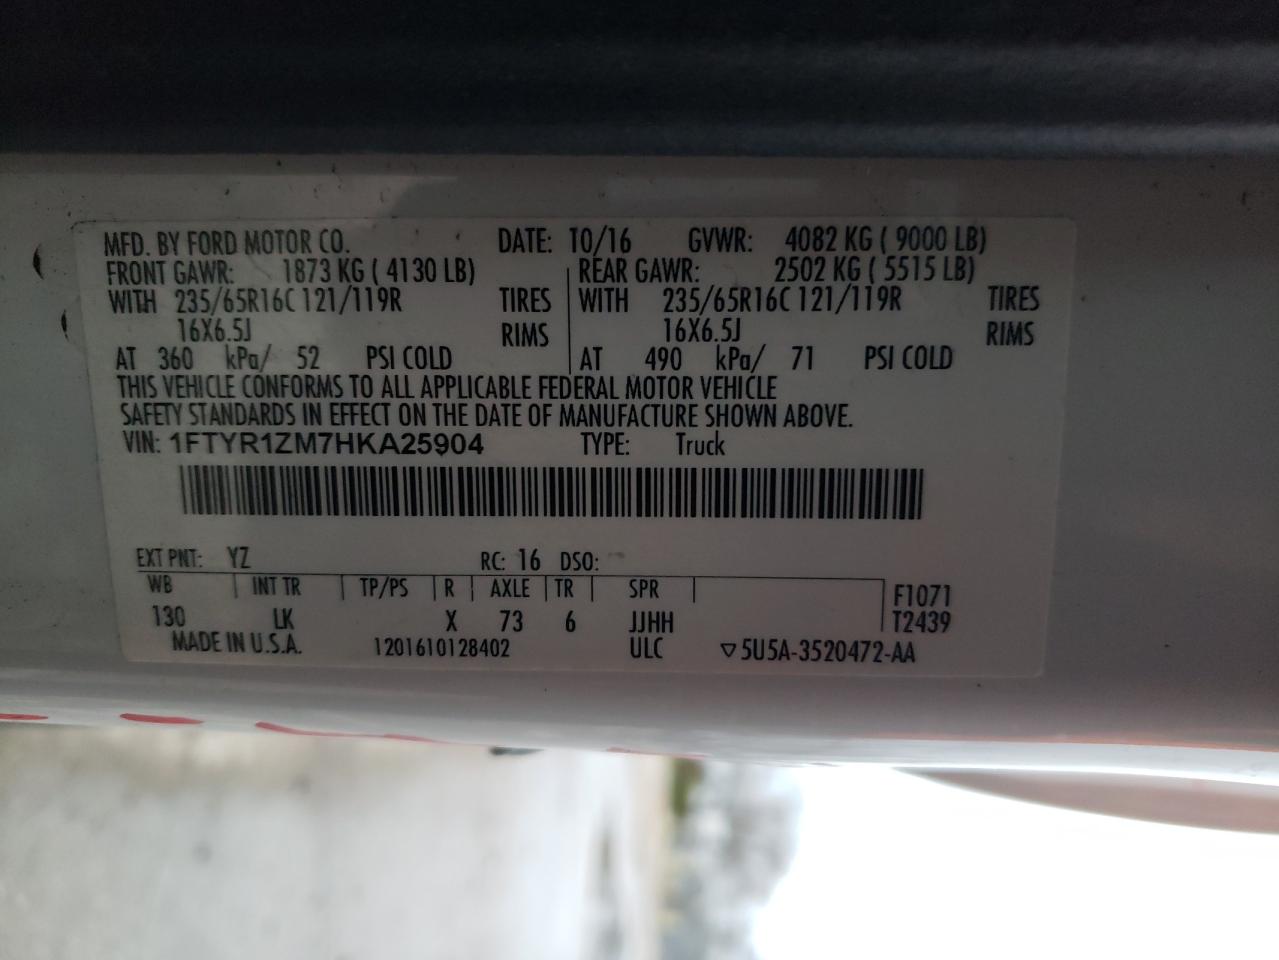 MFD. BY FORD MOTOR CO. DATE: 10/16 GVWR: 4082 KG ( 9000 LB)
FRONT GAWR: 1873 KG ( 4130 LB) REAR GAWR: 2502 KG ( 5515 LB)
WITH 235/65R16C 121/119R TIRES WITH 235/65R16C 121/119R TIRES
16X6.5J RIMS 16X6.5J RIMS
AT 360 kPa/ 52 PSI COLD AT 490 kPa/ 71 PSI COLD
THIS VEHICLE CONFORMS TO ALL APPLICABLE FEDERAL MOTOR VEHICLE
SAFETY STANDARDS IN EFFECT ON THE DATE OF MANUFACTURE SHOWN ABOVE.
VIN: 1FTYR1ZM7HKA25904 TYPE: Truck
EXT PNT: YZ RC: 16 DSO:
WB INT TR TP/PS R AXLE TR SPR F1071
130 LK X 73 6 JJHH T2439
MADE IN U.S.A. 1201610128402 ULC ▽5U5A-3520472-AA